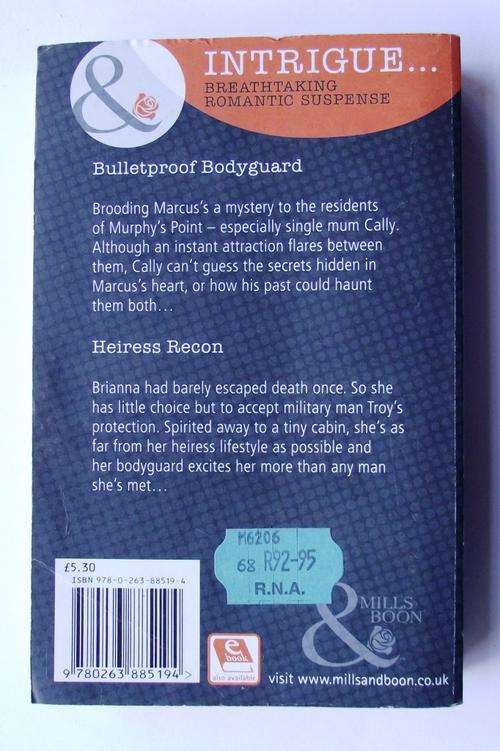 &
INTRIGUE...
BREATHTAKING
ROMANTIC SUSPENSE
Bulletproof Bodyguard
Brooding Marcus's a mystery to the residents
of Murphy's Point – especially single mum Cally.
Although an instant attraction flares between
them, Cally can't guess the secrets hidden in
Marcus's heart, or how his past could haunt
them both...
Heiress Recon
Brianna had barely escaped death once. So she
has little choice but to accept military man Troy's
protection. Spirited away to a tiny cabin, she's as
far from her heiress lifestyle as possible and
her bodyguard excites her more than any man
she's met...
M6206
68 R92-95
R.N.A.
£5.30
ISBN 978-0-263-88519-4
9 780263 885194 >
e
book
also available
&
MILLS
BOON
visit www.millsandboon.co.uk